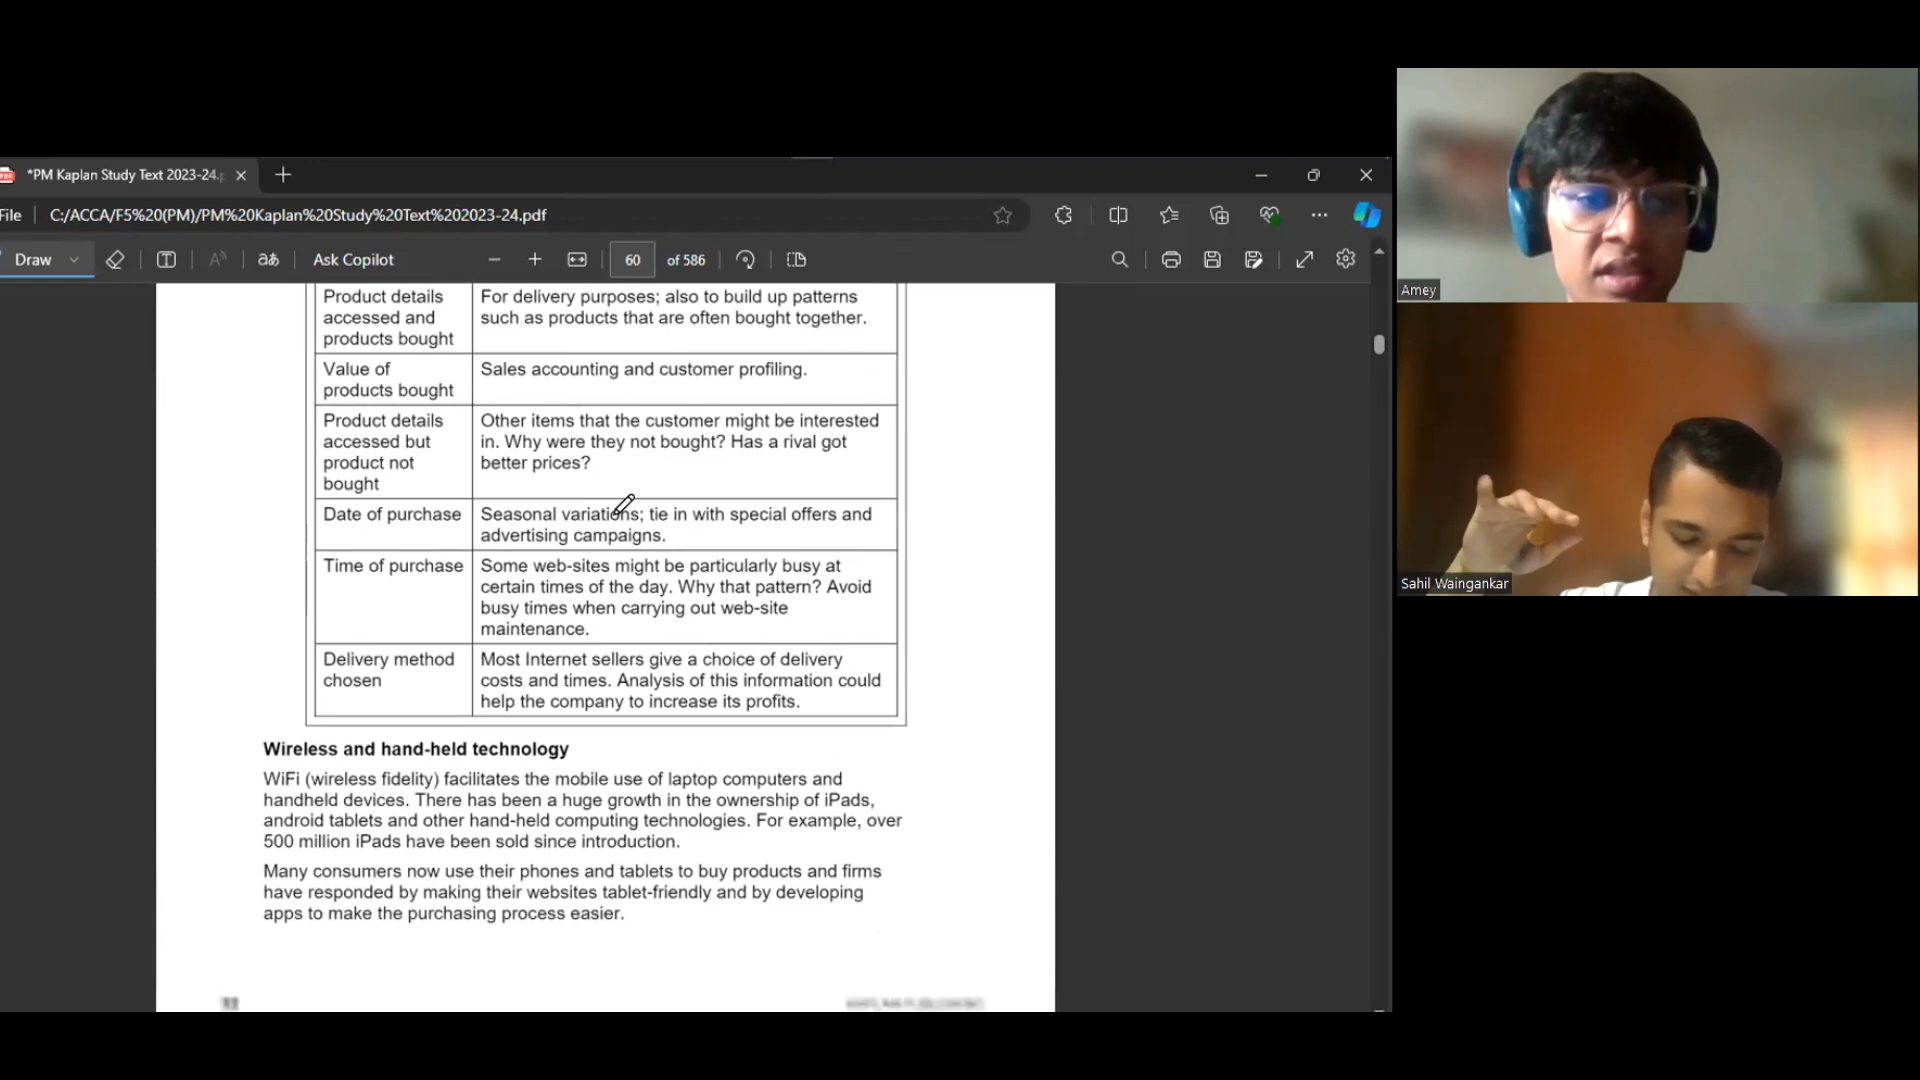 *PM Kaplan Study Text 2023-24.
File
C:/ACCA/F5%20(PM)/PM%20Kaplan%20Study%20Text%202023-24.pdf
Draw
aあ
Ask Copilot
60 of 586
Product details
accessed and
products bought
For delivery purposes; also to build up patterns
such as products that are often bought together.
Value of
products bought
Sales accounting and customer profiling.
Product details
accessed but
product not
bought
Other items that the customer might be interested
in. Why were they not bought? Has a rival got
better prices?
Date of purchase
Seasonal variations; tie in with special offers and
advertising campaigns.
Time of purchase
Some web-sites might be particularly busy at
certain times of the day. Why that pattern? Avoid
busy times when carrying out web-site
maintenance.
Delivery method
chosen
Most Internet sellers give a choice of delivery
costs and times. Analysis of this information could
help the company to increase its profits.
Wireless and hand-held technology
WiFi (wireless fidelity) facilitates the mobile use of laptop computers and
handheld devices. There has been a huge growth in the ownership of iPads,
android tablets and other hand-held computing technologies. For example, over
500 million iPads have been sold since introduction.
Many consumers now use their phones and tablets to buy products and firms
have responded by making their websites tablet-friendly and by developing
apps to make the purchasing process easier.
Amey
Sahil Waingankar